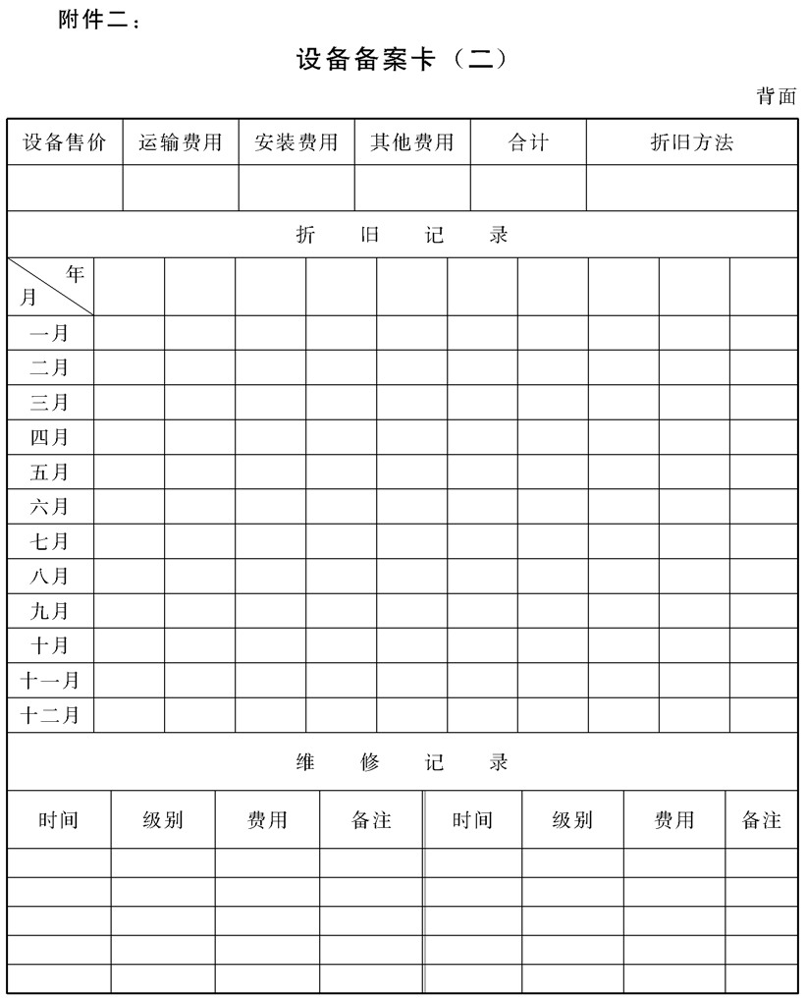 附件二：
设备备案卡（二）
背面
设备售价 运输费用 安装费用 其他费用 合计 折旧方法
折旧记录
年
月
一月
二月
三月
四月
五月
六月
七月
八月
九月
十月
十一月
十二月
维修记录
时间 级别 费用 备注 时间 级别 费用 备注